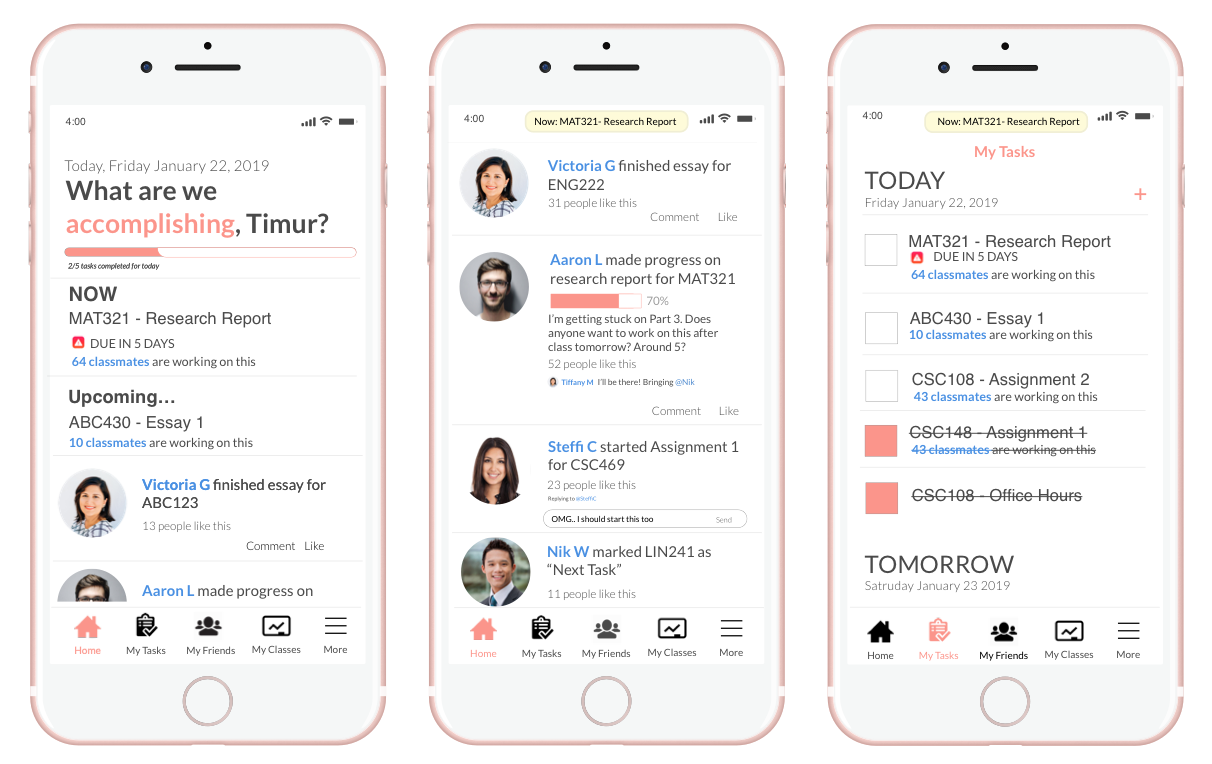 4:00
Today, Friday January 22, 2019
What are we
accomplishing, Timur?
2/5 tasks completed for today
NOW
MAT321 - Research Report
DUE IN 5 DAYS
64 classmates are working on this
Upcoming...
ABC430 - Essay 1
10 classmates are working on this
Victoria G finished essay for
ABC123
13 people like this
Comment Like
Aaron L made progress on
Home My Tasks My Friends My Classes More
4:00 Now: MAT321- Research Report
Victoria G finished essay for
ENG222
31 people like this
Comment Like
Aaron L made progress on
research report for MAT321
70%
I'm getting stuck on Part 3. Does
anyone want to work on this after
class tomorrow? Around 5?
52 people like this
Tiffany M I'll be there! Bringing @Nik
Comment Like
Steffi C started Assignment 1
for CSC469
23 people like this
Replying to @SteffiC
OMG.. I should start this too Send
Nik W marked LIN241 as
“Next Task”
11 people like this
Home My Tasks My Friends My Classes More
4:00 Now: MAT321- Research Report
My Tasks
TODAY
Friday January 22, 2019
+
MAT321 - Research Report
DUE IN 5 DAYS
64 classmates are working on this
ABC430 - Essay 1
10 classmates are working on this
CSC108 - Assignment 2
43 classmates are working on this
CSC148 - Assignment 1
43 classmates are working on this
CSC108 - Office Hours
TOMORROW
Satruday January 23 2019
Home My Tasks My Friends My Classes More